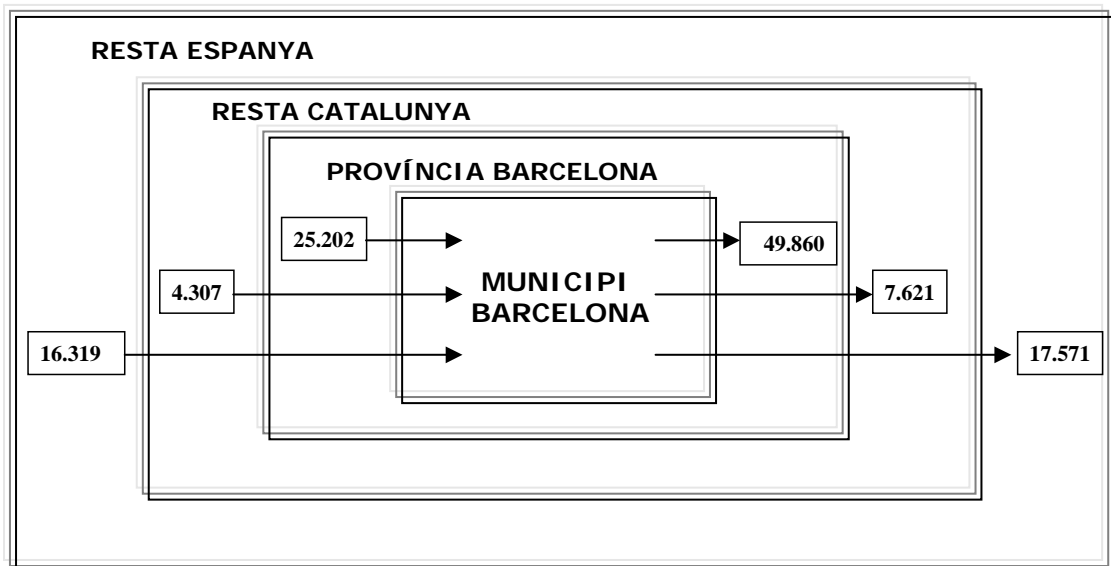 RESTA ESPANYA
RESTA CATALUNYA
PROVÍNCIA BARCELONA
25.202
49.860
4.307
MUNICIPI
BARCELONA
7.621
16.319
17.571